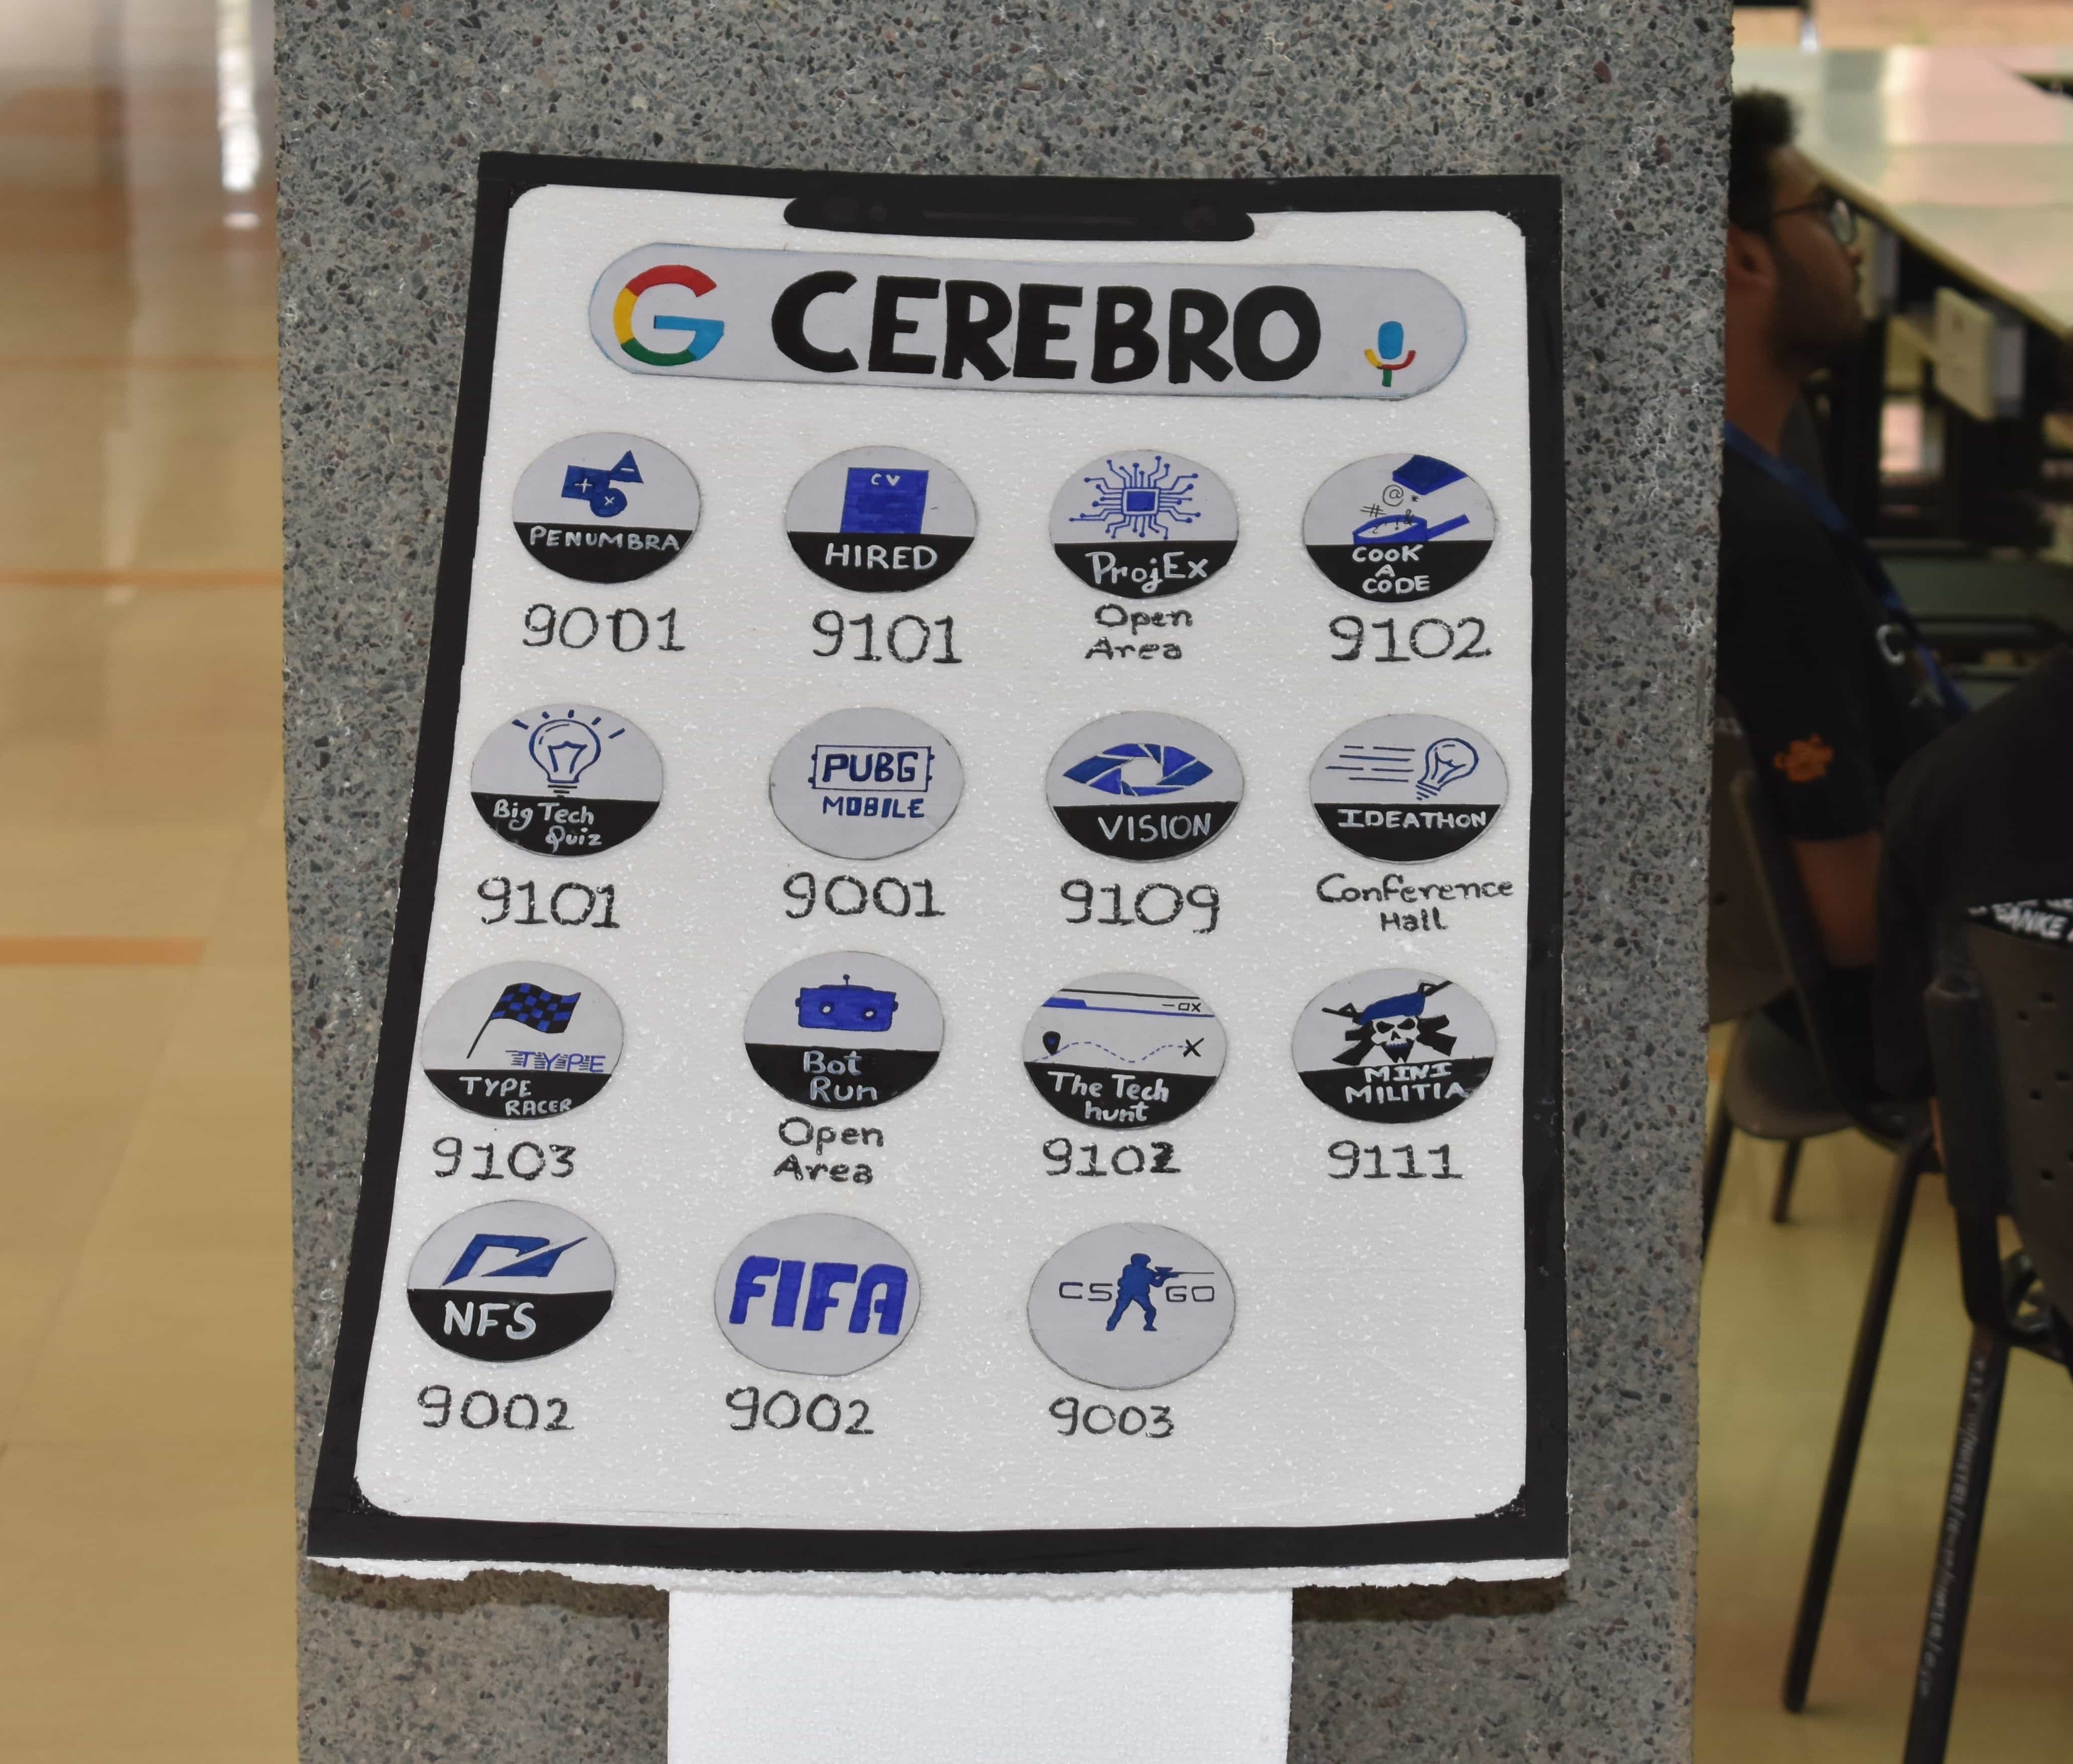 G CEREBRO
CV
PENUMBRA
9001
HIRED
9101
ProjEx
Open
Area
@ *
# &
COOK
A
CODE
9102
Big Tech
Quiz
9101
PUBG
MOBILE
9001
VISION
9109
IDEATHON
Conference
Hall
TYPE
TYPE
RACER
9103
Bot
Run
Open
Area
The Tech
hunt
9102
MINI
MILITIA
9111
NFS
9002
FIFA
9002
CS GO
9003